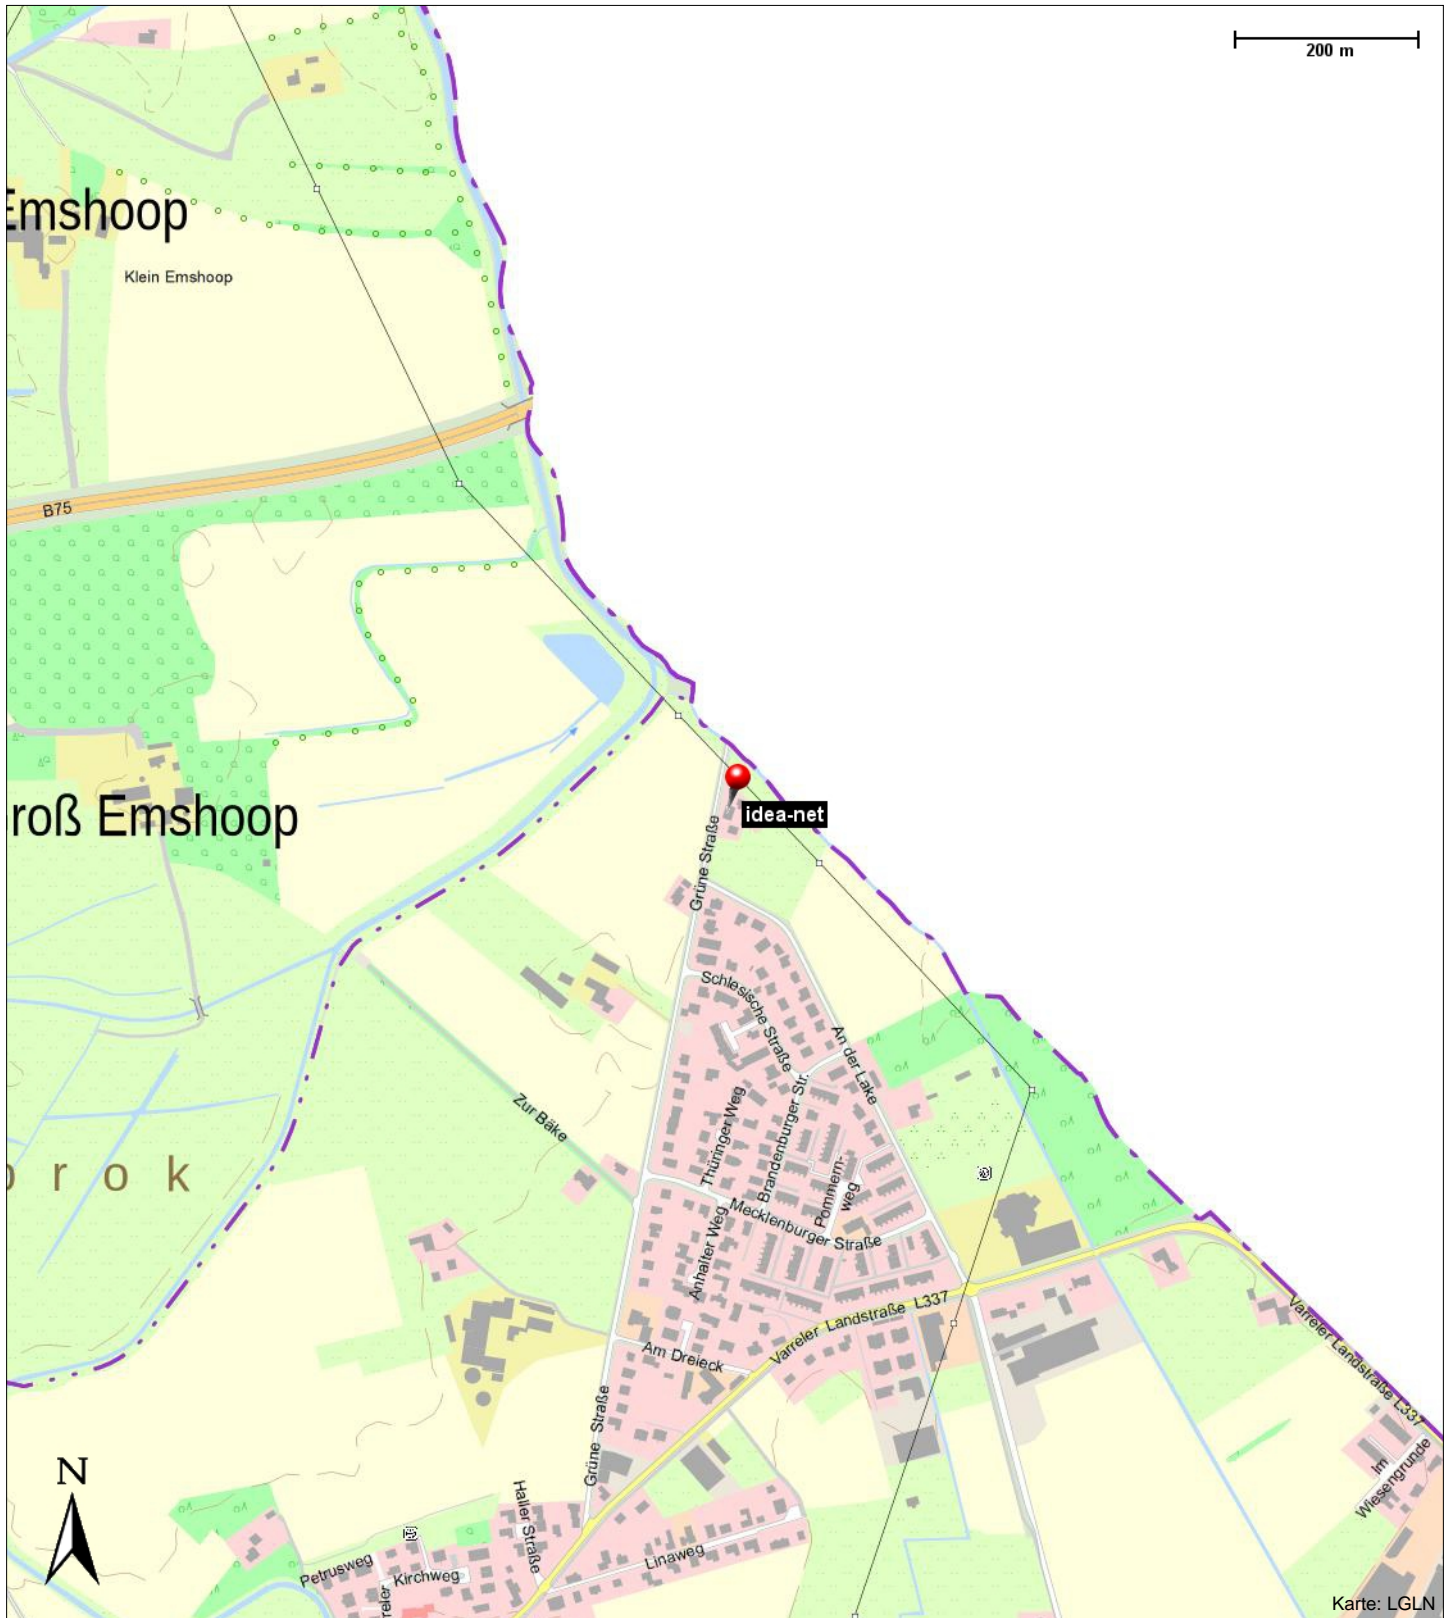 200 m
Emshoop
Klein Emshoop
B75
idea-net
Grüne Straße
roß Emshoop
Schlesische Straße
An der Lake
Zur Bäke
Thüringer Weg
Brandenburger Str.
Pommern-
weg
b r o k
Mecklenburger Straße
Anhalter Weg
Varreler Landstraße L337
Varreler Landstraße L337
Am Dreieck
Grüne Straße
Im
Wiesengrunde
N
Haller Straße
Linaweg
Petrusweg
Kirchweg
reler
Karte: LGLN